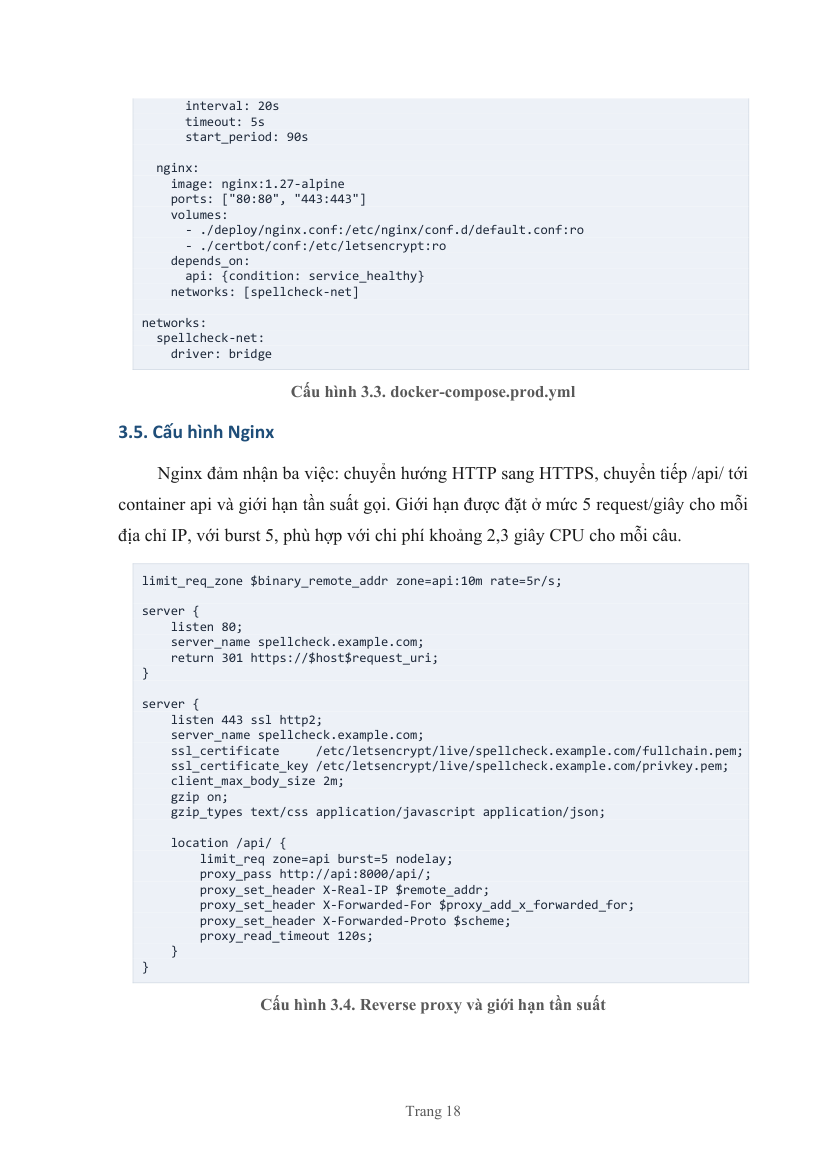 interval: 20s
timeout: 5s
start_period: 90s
nginx:
image: nginx:1.27-alpine
ports: ["80:80", "443:443"]
volumes:
- ./deploy/nginx.conf:/etc/nginx/conf.d/default.conf:ro
- ./certbot/conf:/etc/letsencrypt:ro
depends_on:
api: {condition: service_healthy}
networks: [spellcheck-net]
networks:
spellcheck-net:
driver: bridge
Cấu hình 3.3. docker-compose.prod.yml
3.5. Cấu hình Nginx
Nginx đảm nhận ba việc: chuyển hướng HTTP sang HTTPS, chuyển tiếp /api/ tới
container api và giới hạn tần suất gọi. Giới hạn được đặt ở mức 5 request/giây cho mỗi
địa chỉ IP, với burst 5, phù hợp với chi phí khoảng 2,3 giây CPU cho mỗi câu.
limit_req_zone $binary_remote_addr zone=api:10m rate=5r/s;
server {
listen 80;
server_name spellcheck.example.com;
return 301 https://$host$request_uri;
}
server {
listen 443 ssl http2;
server_name spellcheck.example.com;
ssl_certificate     /etc/letsencrypt/live/spellcheck.example.com/fullchain.pem;
ssl_certificate_key /etc/letsencrypt/live/spellcheck.example.com/privkey.pem;
client_max_body_size 2m;
gzip on;
gzip_types text/css application/javascript application/json;
location /api/ {
limit_req zone=api burst=5 nodelay;
proxy_pass http://api:8000/api/;
proxy_set_header X-Real-IP $remote_addr;
proxy_set_header X-Forwarded-For $proxy_add_x_forwarded_for;
proxy_set_header X-Forwarded-Proto $scheme;
proxy_read_timeout 120s;
}
}
Cấu hình 3.4. Reverse proxy và giới hạn tần suất
Trang 18